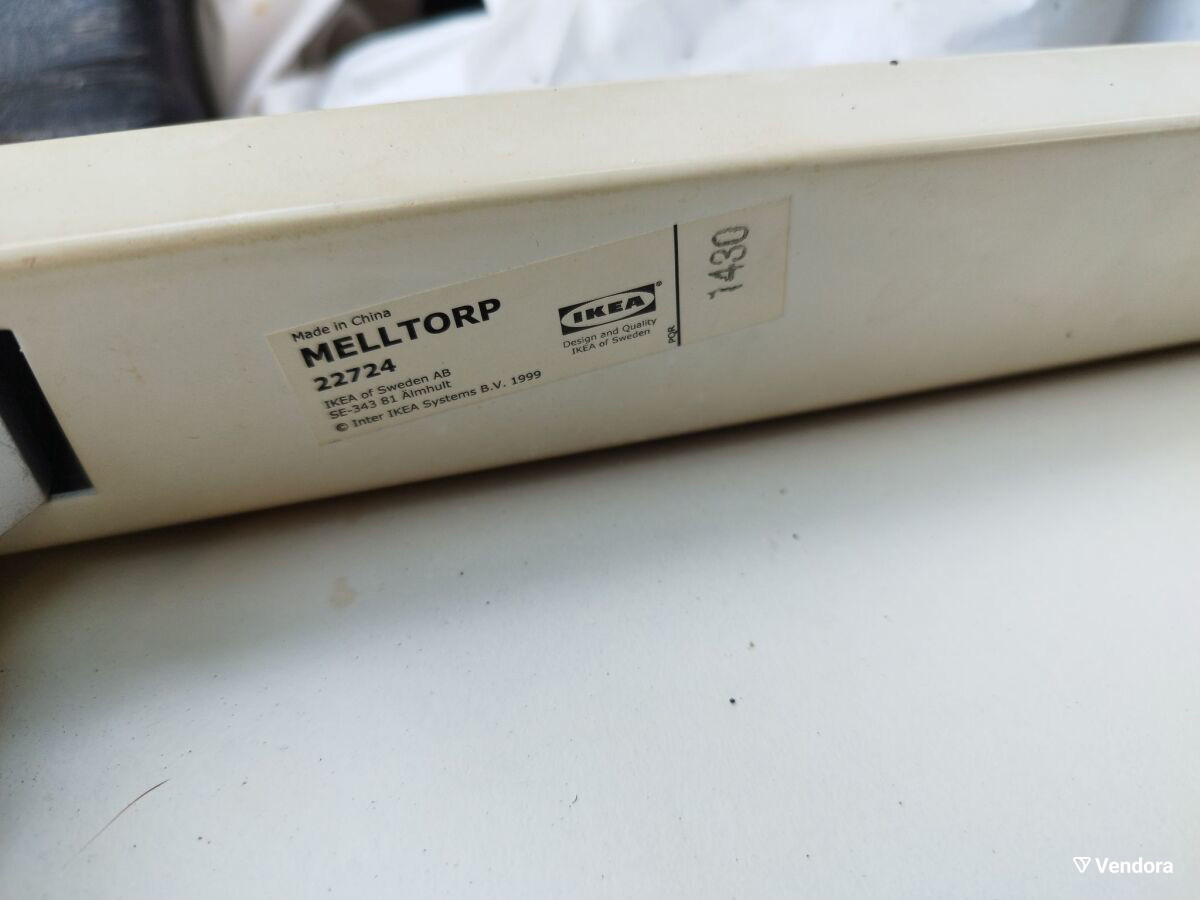 Made in China
MELLTORP
22724
IKEA of Sweden AB
SE-343 81 Älmhult
© Inter IKEA Systems B.V. 1999
IKEA®
Design and Quality
IKEA of Sweden
PQR
1430
Vendora